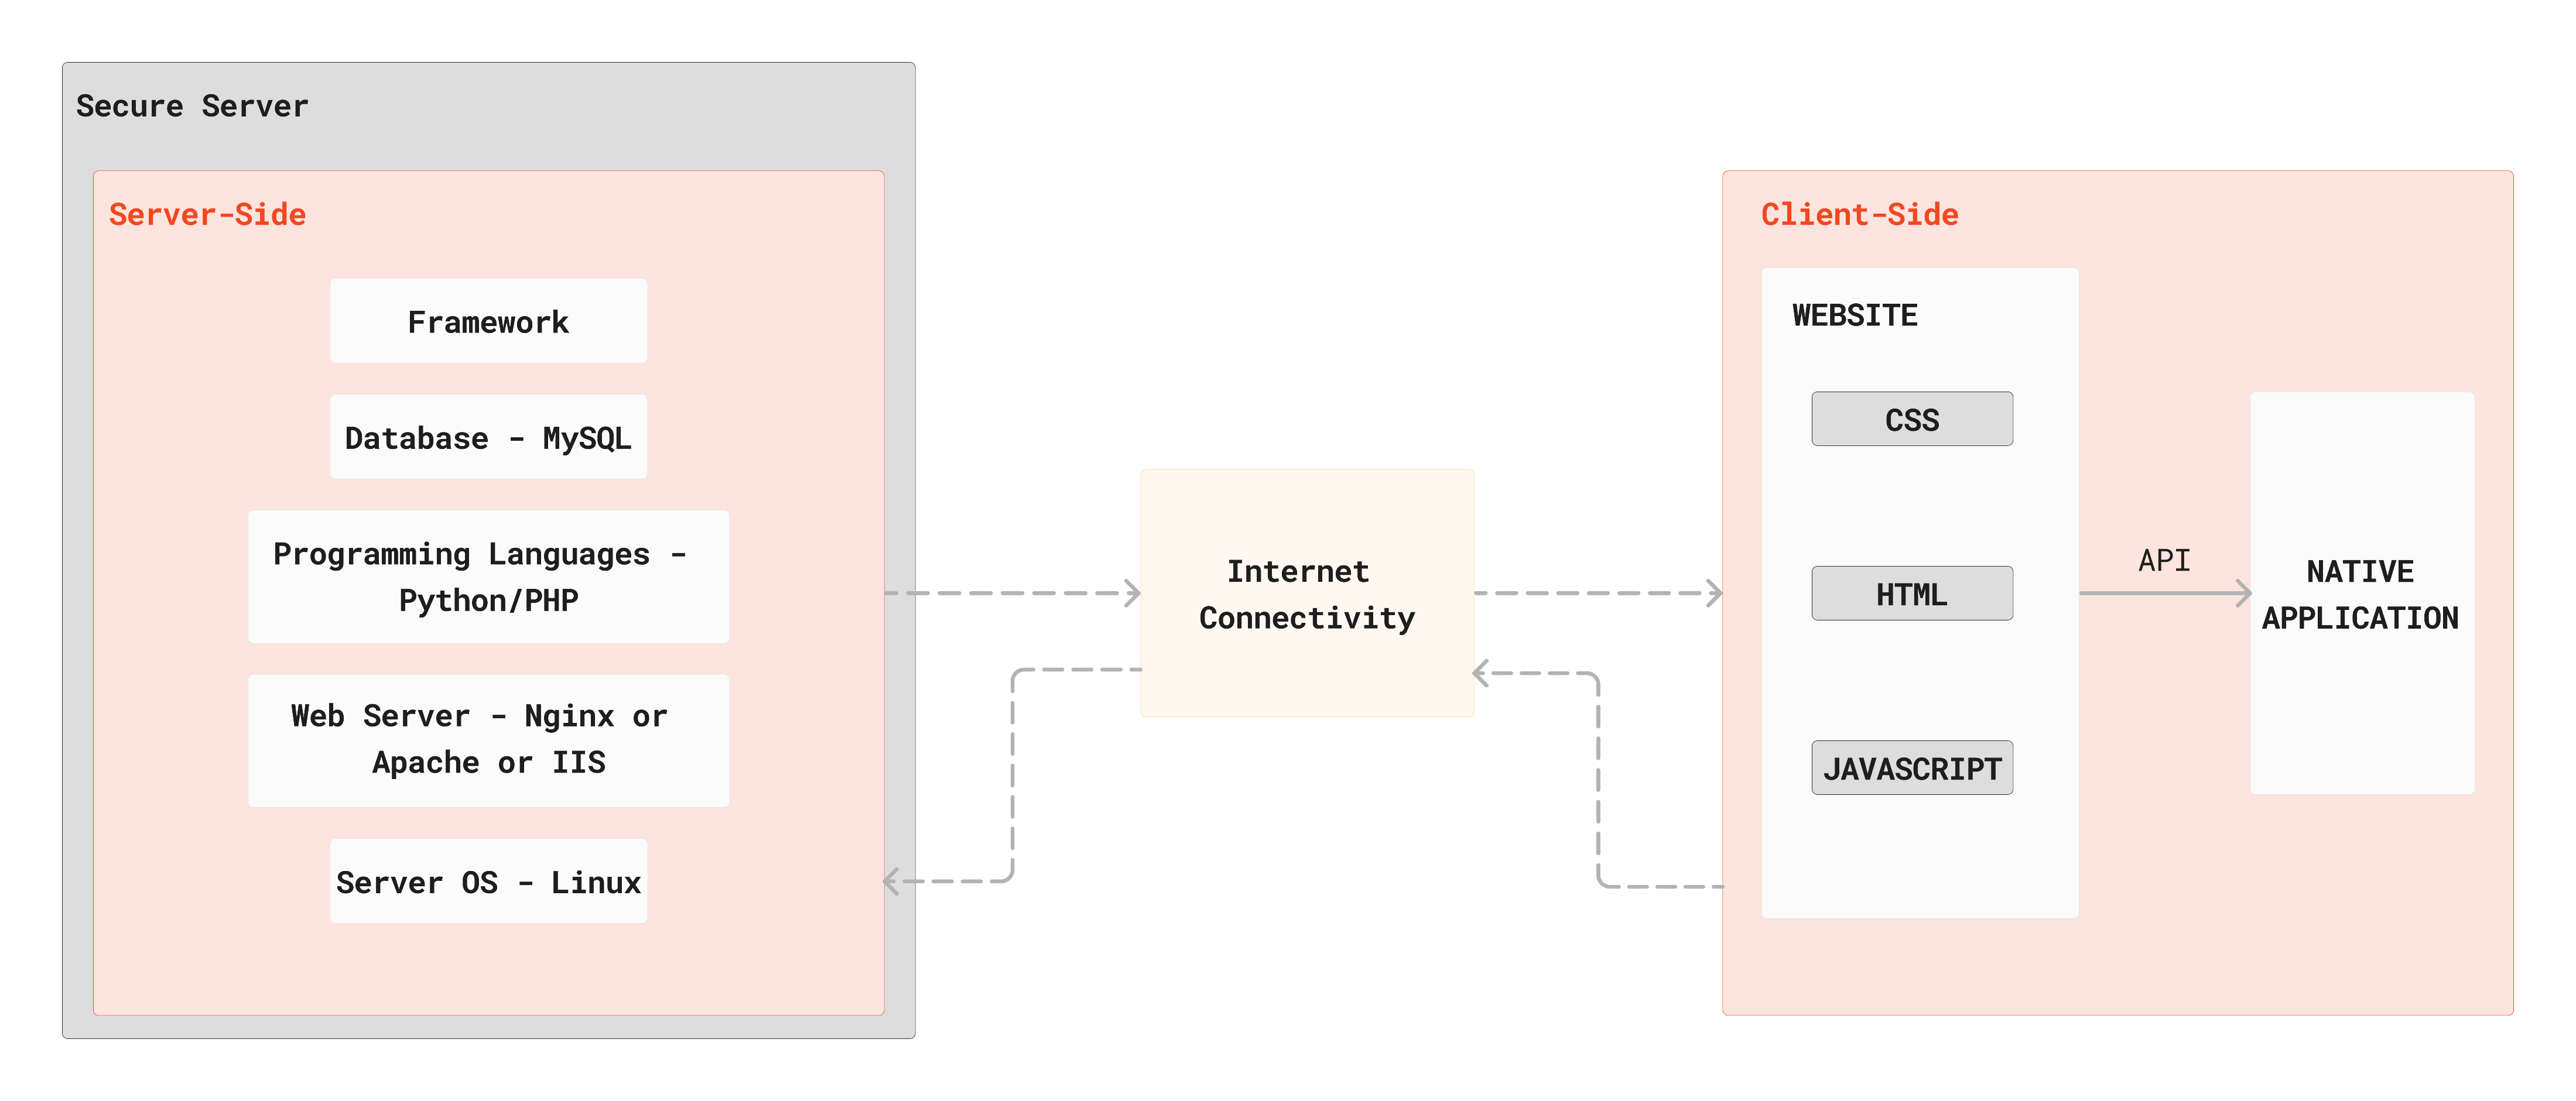 Secure Server
Server-Side
Framework
Database - MySQL
Programming Languages -
Python/PHP
Web Server - Nginx or
Apache or IIS
Server OS - Linux
Internet
Connectivity
Client-Side
WEBSITE
CSS
HTML
JAVASCRIPT
API
NATIVE
APPLICATION